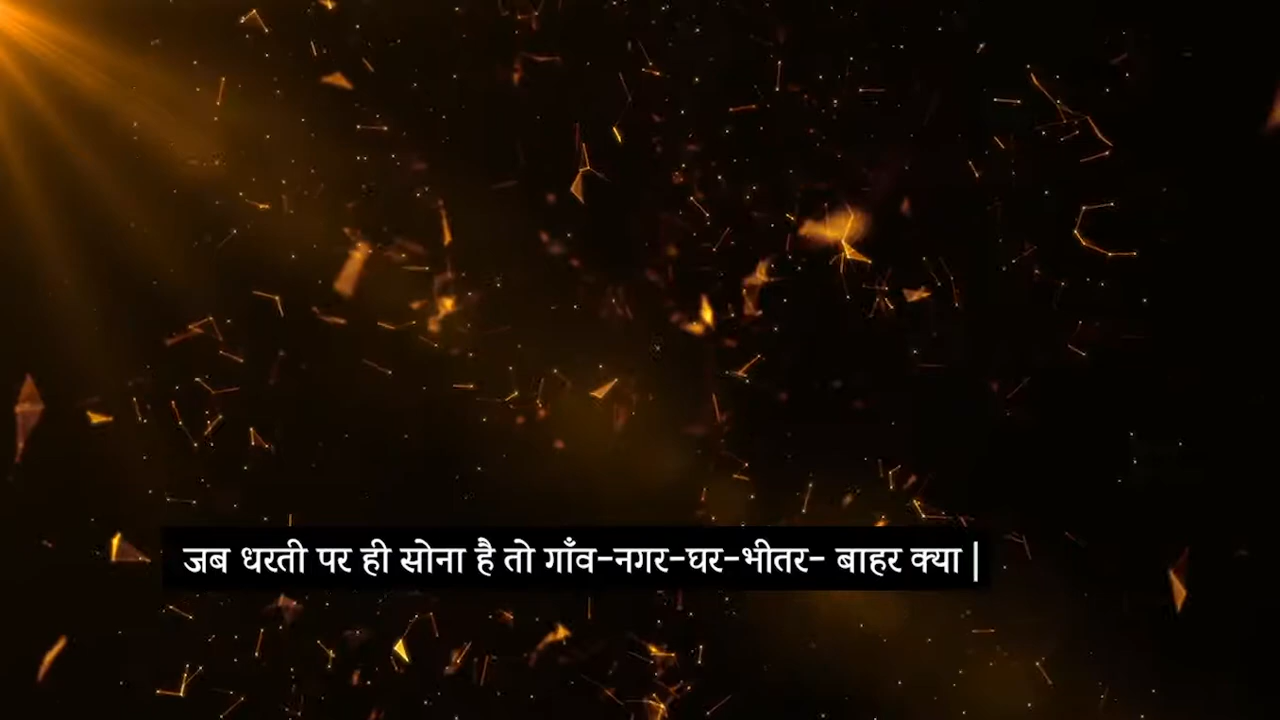 जब धरती पर ही सोना है तो गाँव-नगर-घर-भीतर- बाहर क्या |